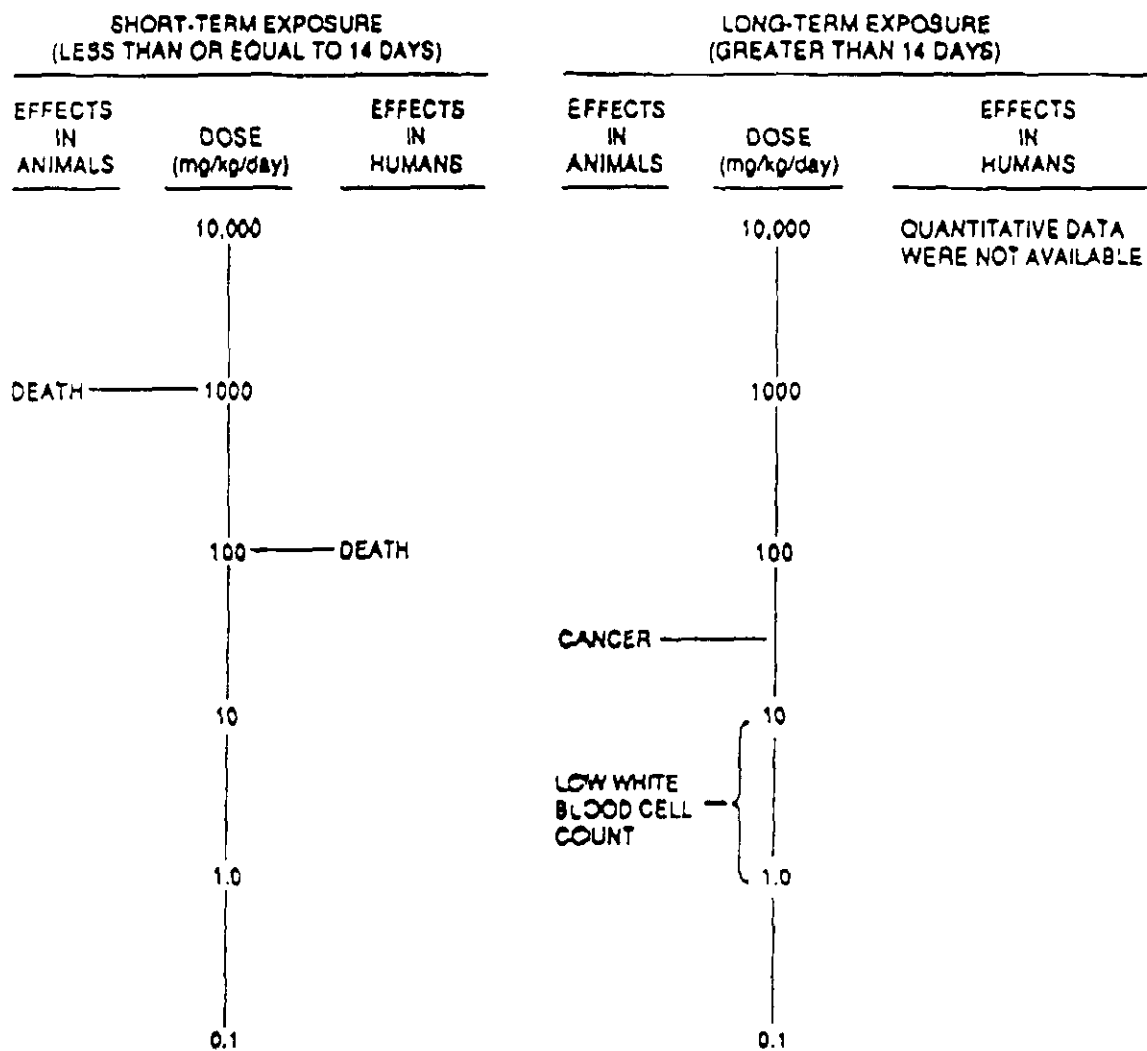 SHORT-TERM EXPOSURE
(LESS THAN OR EQUAL TO 14 DAYS)
EFFECTS
IN
ANIMALS
DOSE
(mg/kg/day)
EFFECTS
IN
HUMANS
10,000
DEATH
1000
100
DEATH
10
1.0
0.1
LONG-TERM EXPOSURE
(GREATER THAN 14 DAYS)
EFFECTS
IN
ANIMALS
DOSE
(mg/kg/day)
EFFECTS
IN
HUMANS
10,000
QUANTITATIVE DATA
WERE NOT AVAILABLE
1000
100
CANCER
10
LOW WHITE
BLOOD CELL
COUNT
1.0
0.1